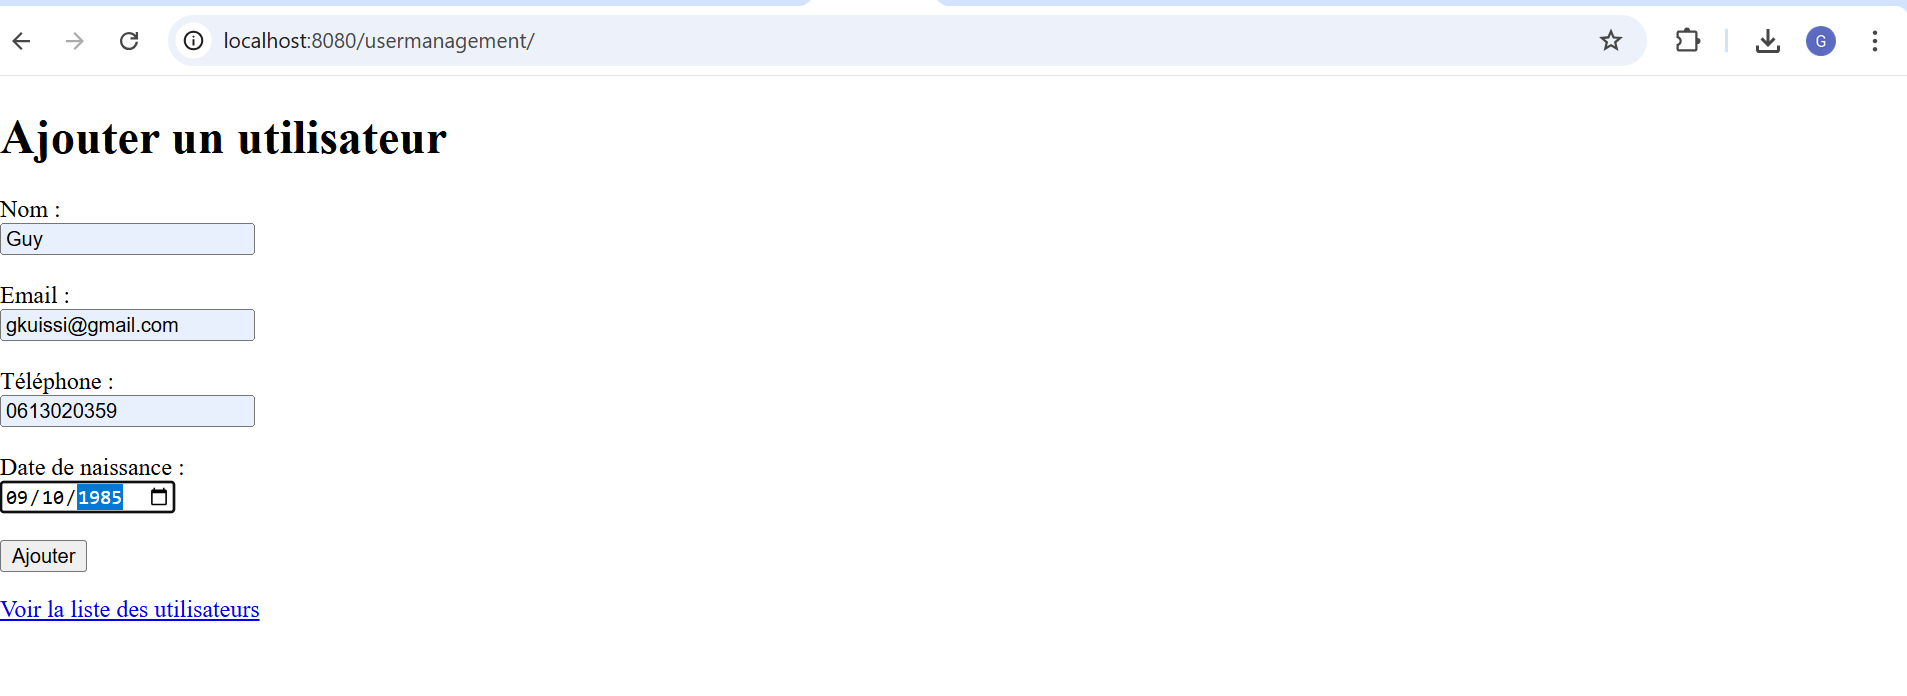 localhost:8080/usermanagement/
G
Ajouter un utilisateur
Nom :
Guy
Email :
gkuissi@gmail.com
Téléphone :
0613020359
Date de naissance :
09/10/1985
Ajouter
Voir la liste des utilisateurs